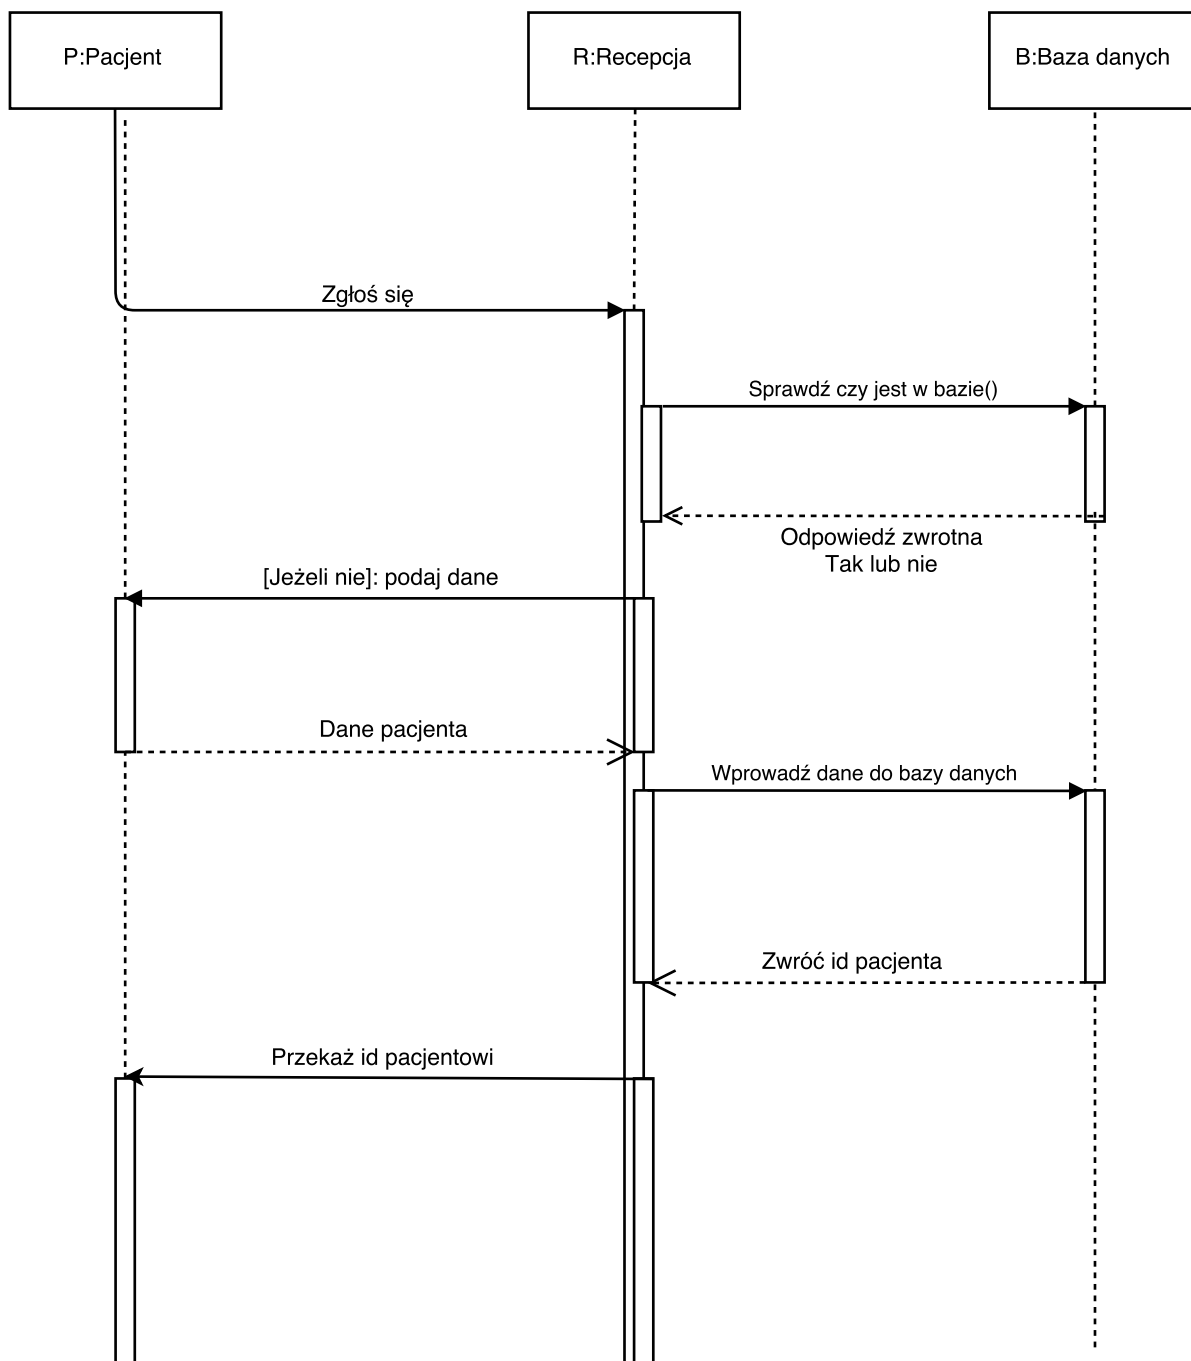 P:Pacjent
R:Recepcja
B:Baza danych
Zgłoś się
Sprawdź czy jest w bazie()
Odpowiedź zwrotna
Tak lub nie
[Jeżeli nie]: podaj dane
Dane pacjenta
Wprowadź dane do bazy danych
Zwróć id pacjenta
Przekaż id pacjentowi